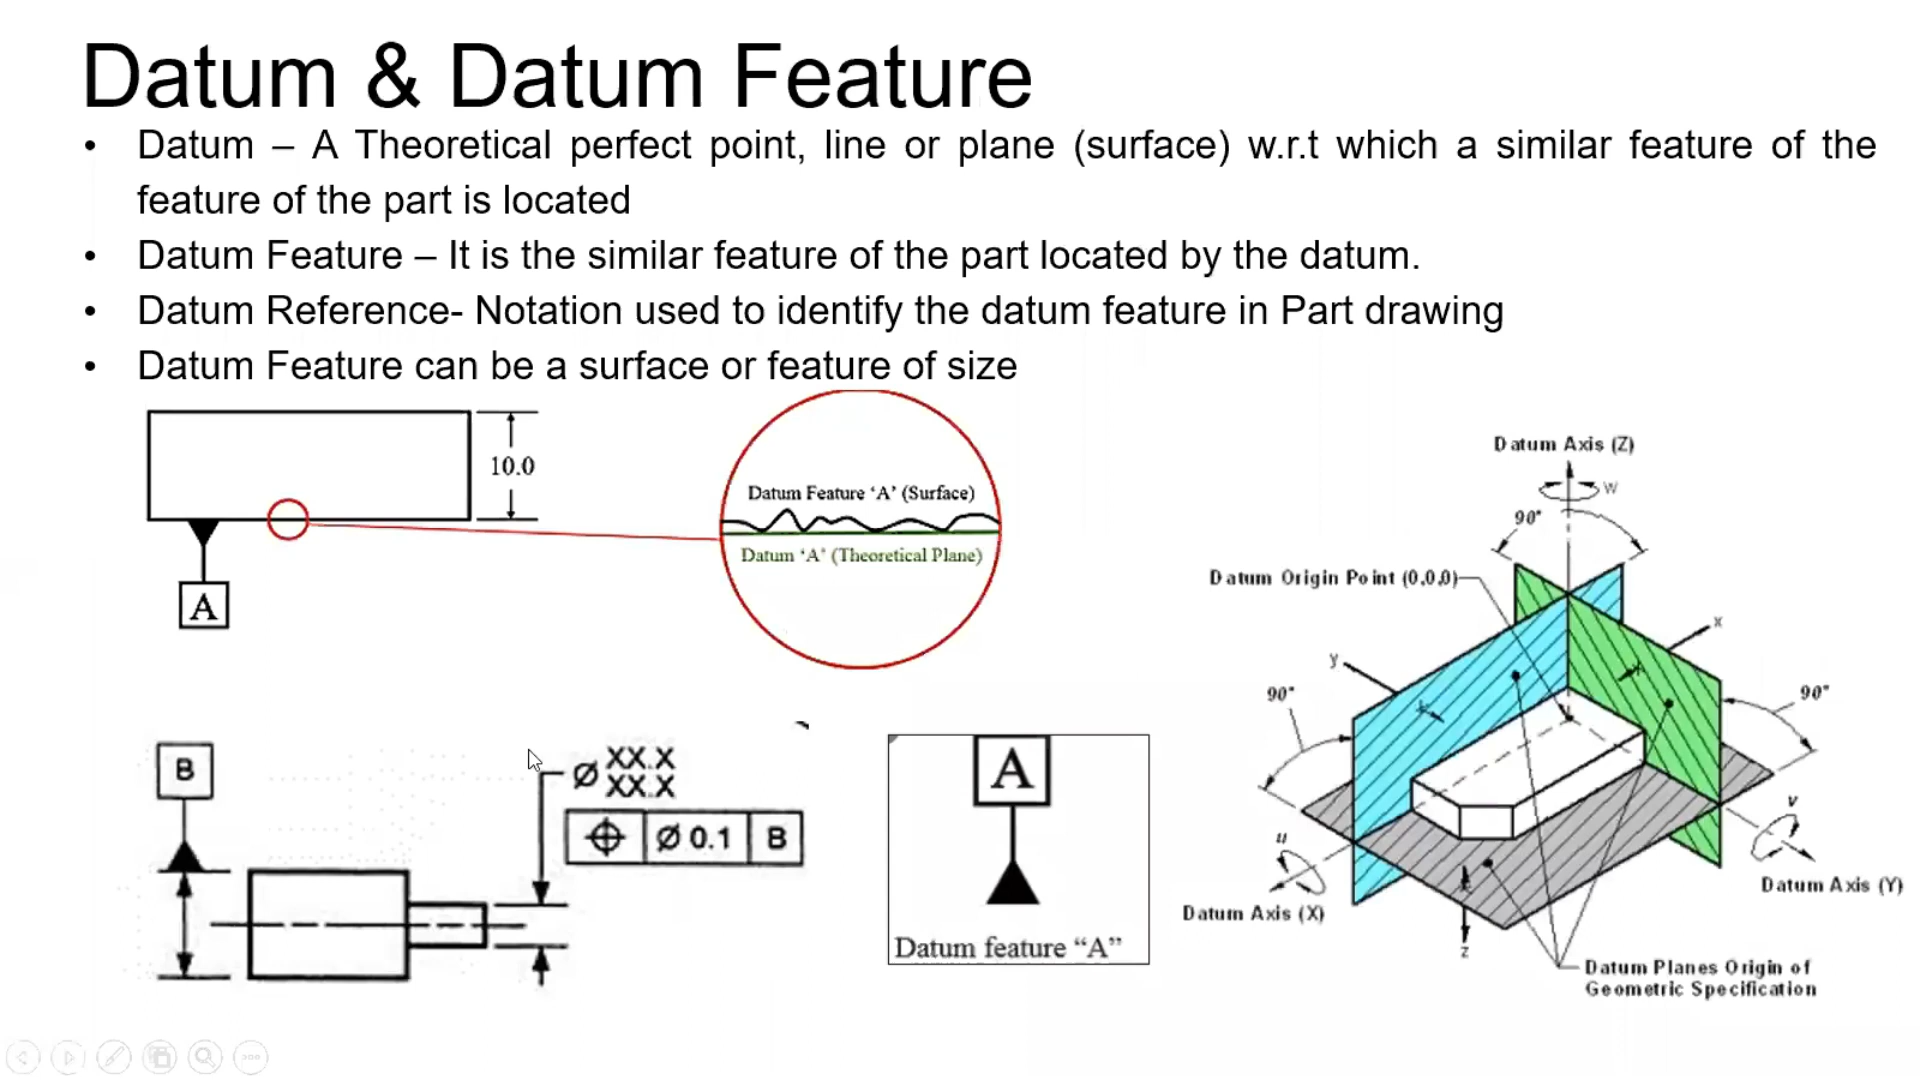 Datum & Datum Feature
• Datum – A Theoretical perfect point, line or plane (surface) w.r.t which a similar feature of the
feature of the part is located
• Datum Feature – It is the similar feature of the part located by the datum.
• Datum Reference- Notation used to identify the datum feature in Part drawing
• Datum Feature can be a surface or feature of size
10.0
A
Datum Feature ‘A’ (Surface)
Datum ‘A’ (Theoretical Plane)
B
Ø XX.X
XX.X
⌖ Ø 0.1 B
A
Datum feature “A”
Datum Axis (Z)
W
90°
Datum Origin Point (0,0,0)
X
Y
90°
90°
u
v
Datum Axis (X)
Datum Axis (Y)
Z
Datum Planes Origin of
Geometric Specification